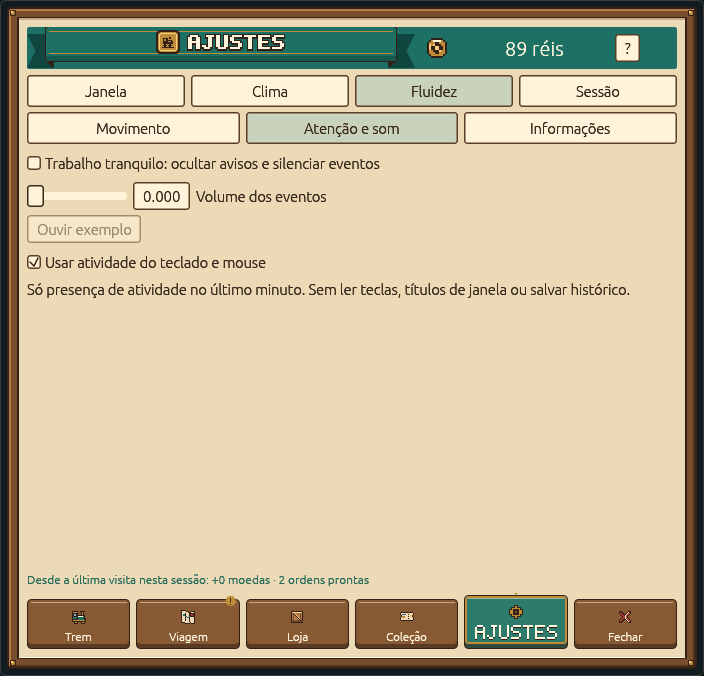 AJUSTES
89 réis
?
Janela
Clima
Fluidez
Sessão
Movimento
Atenção e som
Informações
Trabalho tranquilo: ocultar avisos e silenciar eventos
0.000
Volume dos eventos
Ouvir exemplo
Usar atividade do teclado e mouse
Só presença de atividade no último minuto. Sem ler teclas, títulos de janela ou salvar histórico.
Desde a última visita nesta sessão: +0 moedas · 2 ordens prontas
!
Trem
Viagem
Loja
Coleção
AJUSTES
Fechar